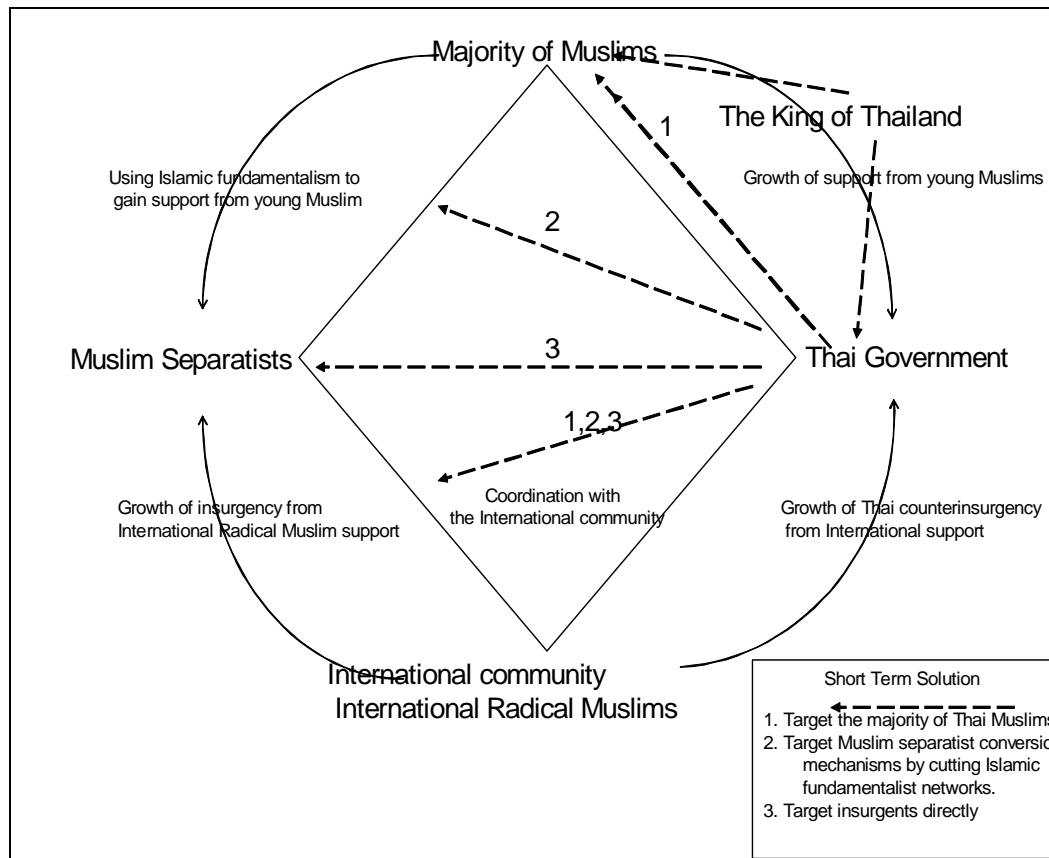 Majority of Muslims
The King of Thailand
1
Using Islamic fundamentalism to
gain support from young Muslim
Growth of support from young Muslims
2
Muslim Separatists
3
Thai Government
1,2,3
Growth of insurgency from
International Radical Muslim support
Coordination with
the International community
Growth of Thai counterinsurgency
from International support
International community
International Radical Muslims
Short Term Solution
1. Target the majority of Thai Muslims
2. Target Muslim separatist conversio
mechanisms by cutting Islamic
fundamentalist networks.
3. Target insurgents directly